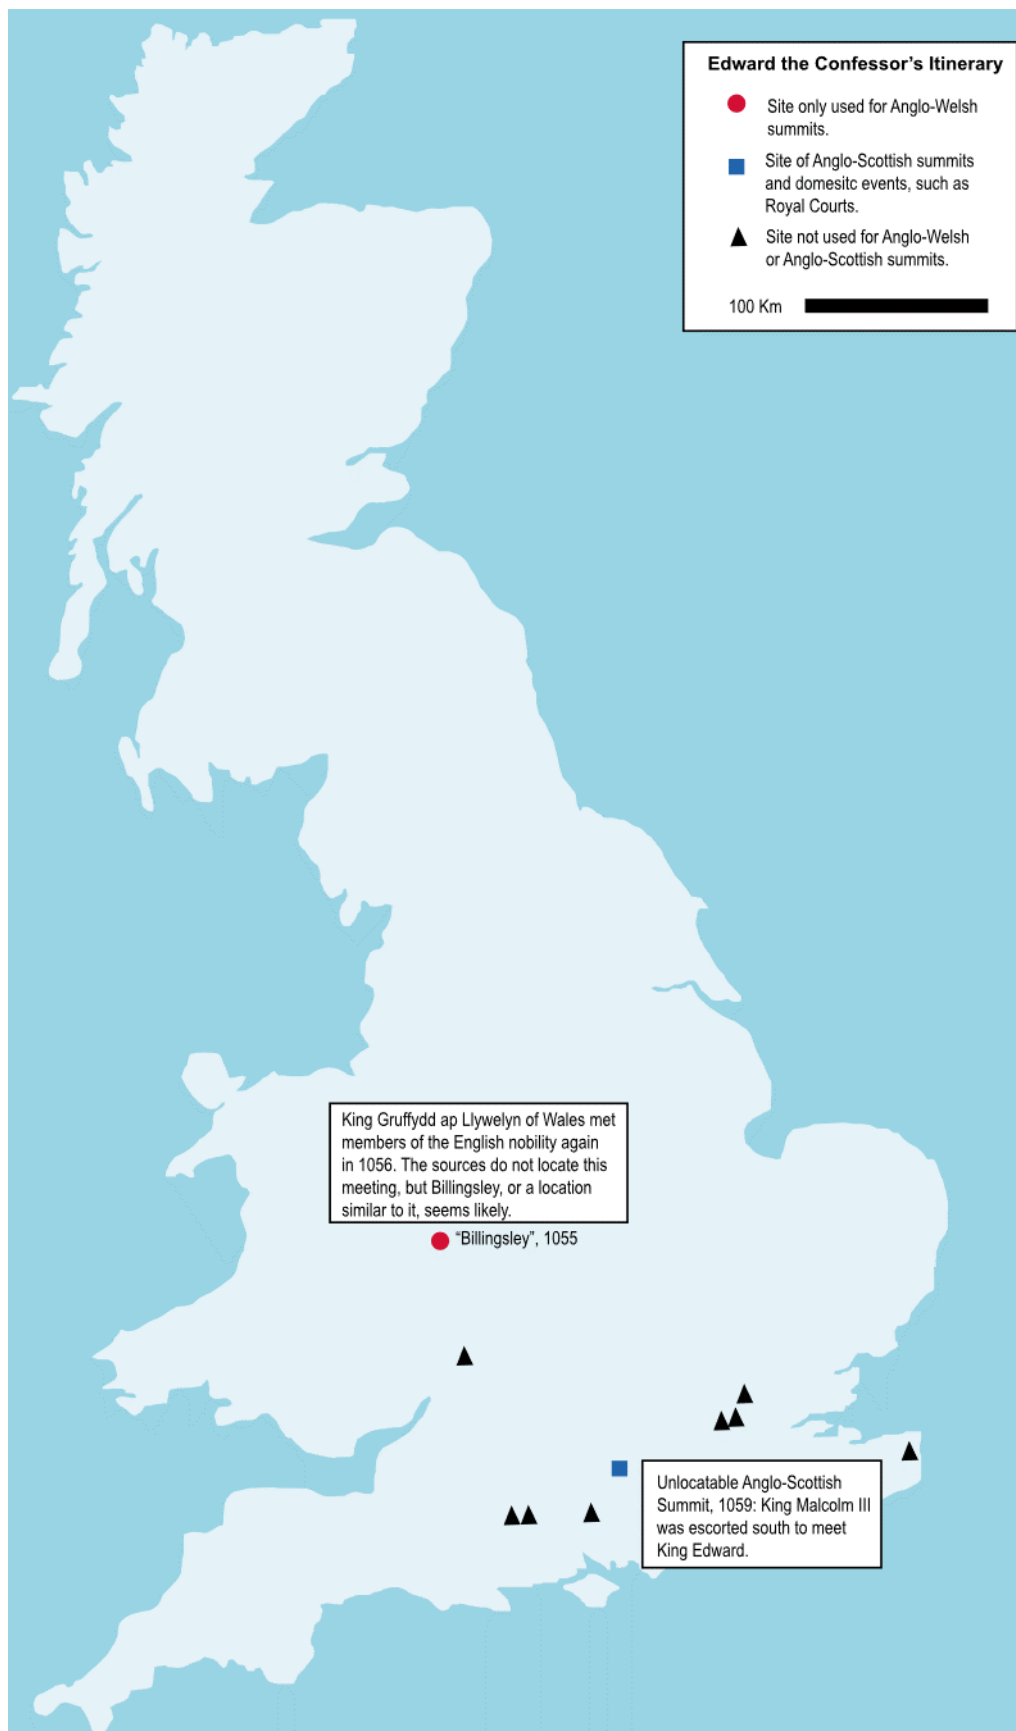 Edward the Confessor’s Itinerary
Site only used for Anglo-Welsh
summits.
Site of Anglo-Scottish summits
and domesitc events, such as
Royal Courts.
Site not used for Anglo-Welsh
or Anglo-Scottish summits.
100 Km
King Gruffydd ap Llywelyn of Wales met
members of the English nobility again
in 1056. The sources do not locate this
meeting, but Billingsley, or a location
similar to it, seems likely.
“Billingsley”, 1055
Unlocatable Anglo-Scottish
Summit, 1059: King Malcolm III
was escorted south to meet
King Edward.